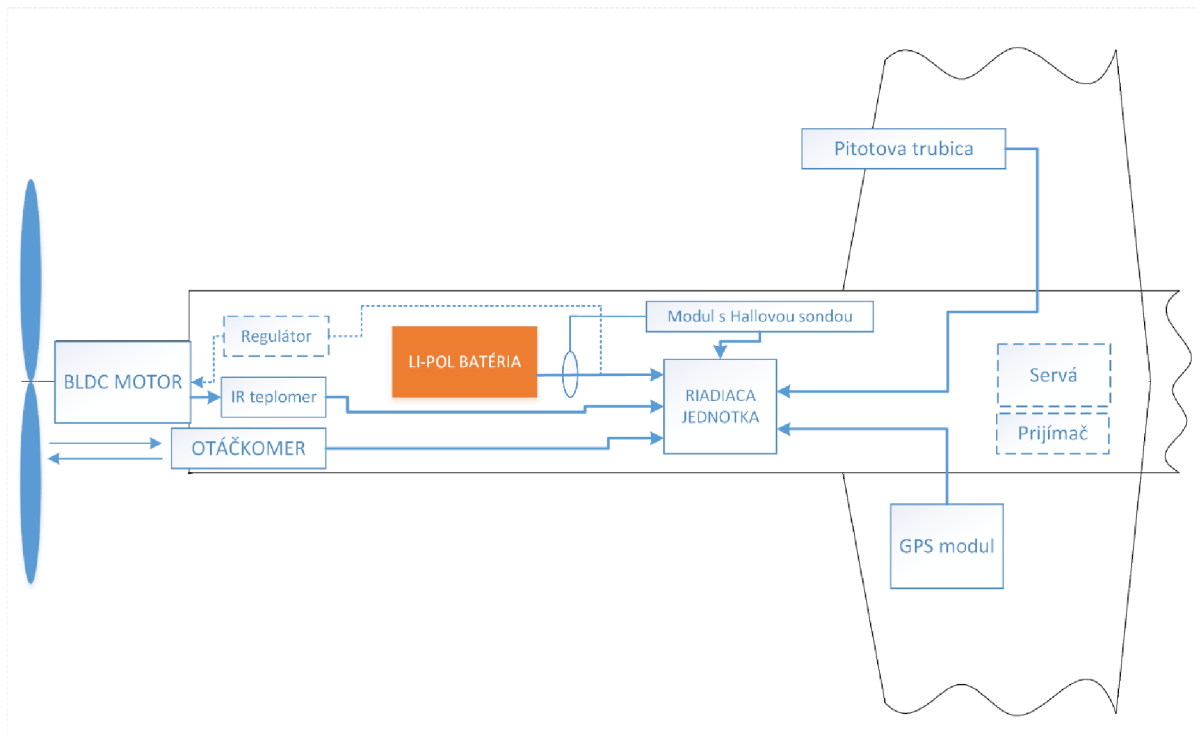 Pitotova trubica
Modul s Hallovou sondou
Regulátor
LI-POL BATÉRIA
BLDC MOTOR
IR teplomer
RIADIACA
JEDNOTKA
Servá
Prijímač
OTÁČKOMER
GPS modul